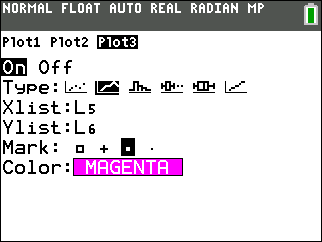 NORMAL FLOAT AUTO REAL RADIAN MP
Plot1 Plot2 Plot3
On Off
Type:
Xlist:L5
Ylist:L6
Mark: □ + ▪ ·
Color: MAGENTA